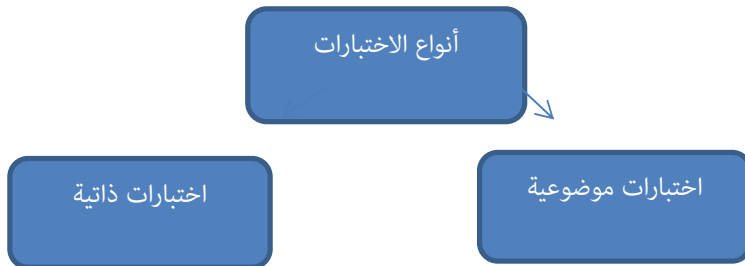 أنواع الاختبارات
اختبارات موضوعية
اختبارات ذاتية